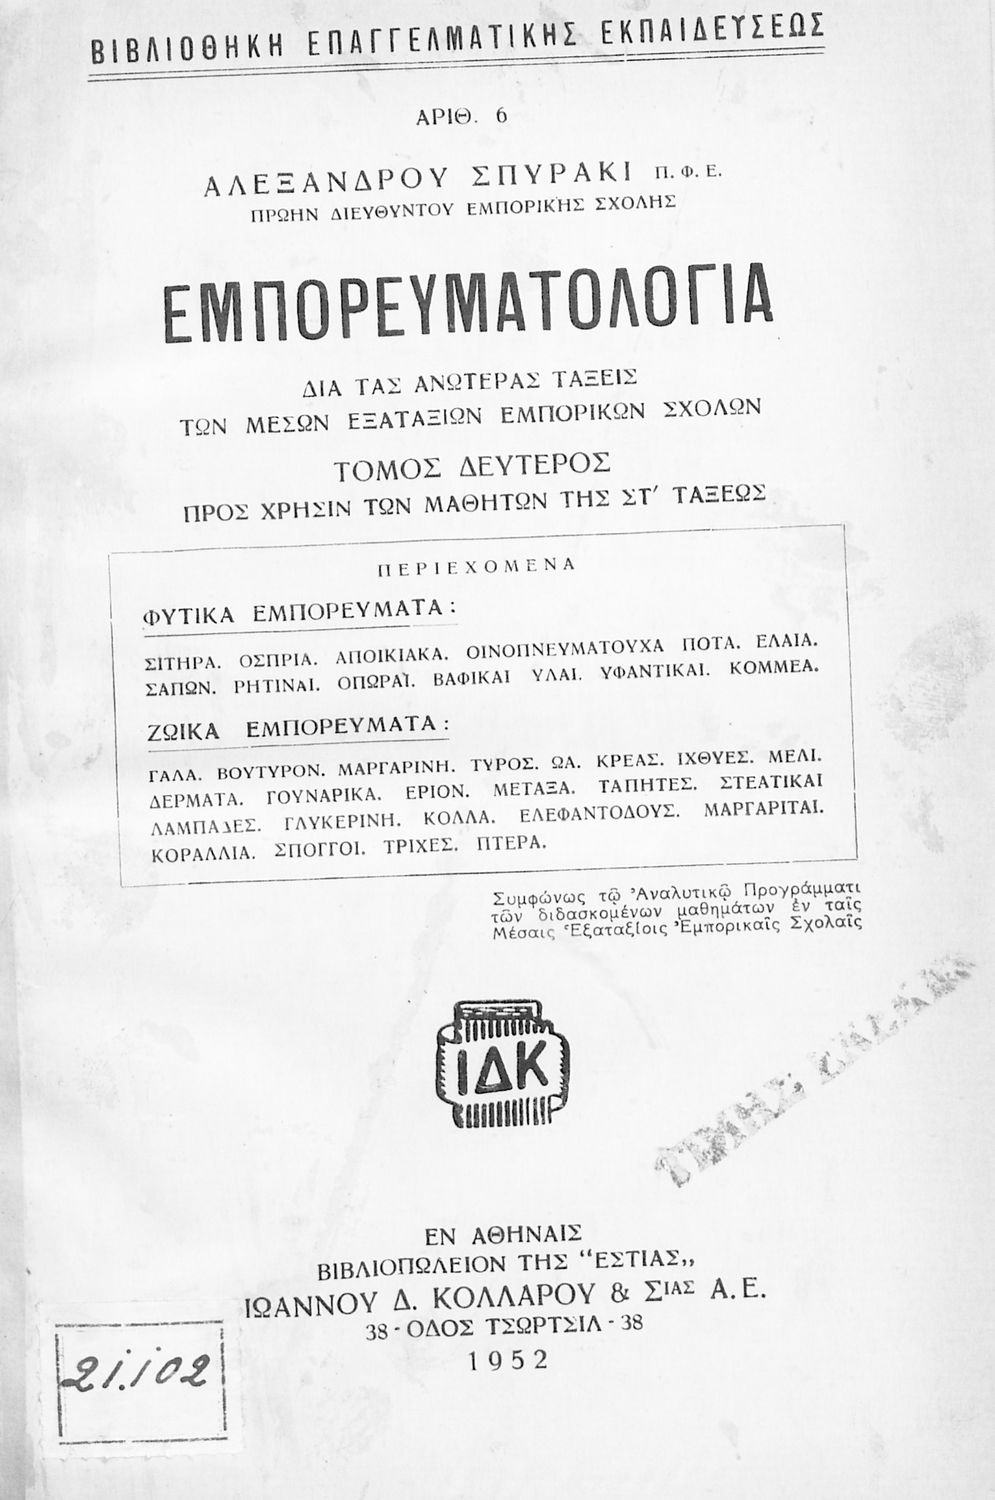 ΒΙΒΛΙΟΘΗΚΗ ΕΠΑΓΓΕΛΜΑΤΙΚΗΣ ΕΚΠΑΙΔΕΥΣΕΩΣ
ΑΡΙΘ. 6
ΑΛΕΞΑΝΔΡΟΥ ΣΠΥΡΑΚΙ Π. Φ. Ε.
ΠΡΩΗΝ ΔΙΕΥΘΥΝΤΟΥ ΕΜΠΟΡΙΚΗΣ ΣΧΟΛΗΣ
ΕΜΠΟΡΕΥΜΑΤΟΛΟΓΙΑ
ΔΙΑ ΤΑΣ ΑΝΩΤΕΡΑΣ ΤΑΞΕΙΣ
ΤΩΝ ΜΕΣΩΝ ΕΞΑΤΑΞΙΩΝ ΕΜΠΟΡΙΚΩΝ ΣΧΟΛΩΝ
ΤΟΜΟΣ ΔΕΥΤΕΡΟΣ
ΠΡΟΣ ΧΡΗΣΙΝ ΤΩΝ ΜΑΘΗΤΩΝ ΤΗΣ ΣΤ′ ΤΑΞΕΩΣ
ΠΕΡΙΕΧΟΜΕΝΑ
ΦΥΤΙΚΑ ΕΜΠΟΡΕΥΜΑΤΑ :
ΣΙΤΗΡΑ. ΟΣΠΡΙΑ. ΑΠΟΙΚΙΑΚΑ. ΟΙΝΟΠΝΕΥΜΑΤΟΥΧΑ ΠΟΤΑ. ΕΛΑΙΑ.
ΣΑΠΩΝ. ΡΗΤΙΝΑΙ. ΟΠΩΡΑΙ. ΒΑΦΙΚΑΙ ΥΛΑΙ. ΥΦΑΝΤΙΚΑΙ. ΚΟΜΜΕΑ.
ΖΩΙΚΑ ΕΜΠΟΡΕΥΜΑΤΑ :
ΓΑΛΑ. ΒΟΥΤΥΡΟΝ. ΜΑΡΓΑΡΙΝΗ. ΤΥΡΟΣ. ΩΑ. ΚΡΕΑΣ. ΙΧΘΥΕΣ. ΜΕΛΙ.
ΔΕΡΜΑΤΑ. ΓΟΥΝΑΡΙΚΑ. ΕΡΙΟΝ. ΜΕΤΑΞΑ. ΤΑΠΗΤΕΣ. ΣΤΕΑΤΙΚΑΙ
ΛΑΜΠΑΔΕΣ. ΓΛΥΚΕΡΙΝΗ. ΚΟΛΛΑ. ΕΛΕΦΑΝΤΟΔΟΥΣ. ΜΑΡΓΑΡΙΤΑΙ.
ΚΟΡΑΛΛΙΑ. ΣΠΟΓΓΟΙ. ΤΡΙΧΕΣ. ΠΤΕΡΑ.
Συμφώνως τῷ Ἀναλυτικῷ Προγράμματι
τῶν διδασκομένων μαθημάτων ἐν ταῖς
Μέσαις Ἑξαταξίοις Ἐμπορικαῖς Σχολαῖς
ΙΔΚ
ΕΝ ΑΘΗΝΑΙΣ
ΒΙΒΛΙΟΠΩΛΕΙΟΝ ΤΗΣ "ΕΣΤΙΑΣ„
ΙΩΑΝΝΟΥ Δ. ΚΟΛΛΑΡΟΥ & ΣΙΑΣ Α.Ε.
38 - ΟΔΟΣ ΤΣΩΡΤΣΙΛ - 38
1952
21.102